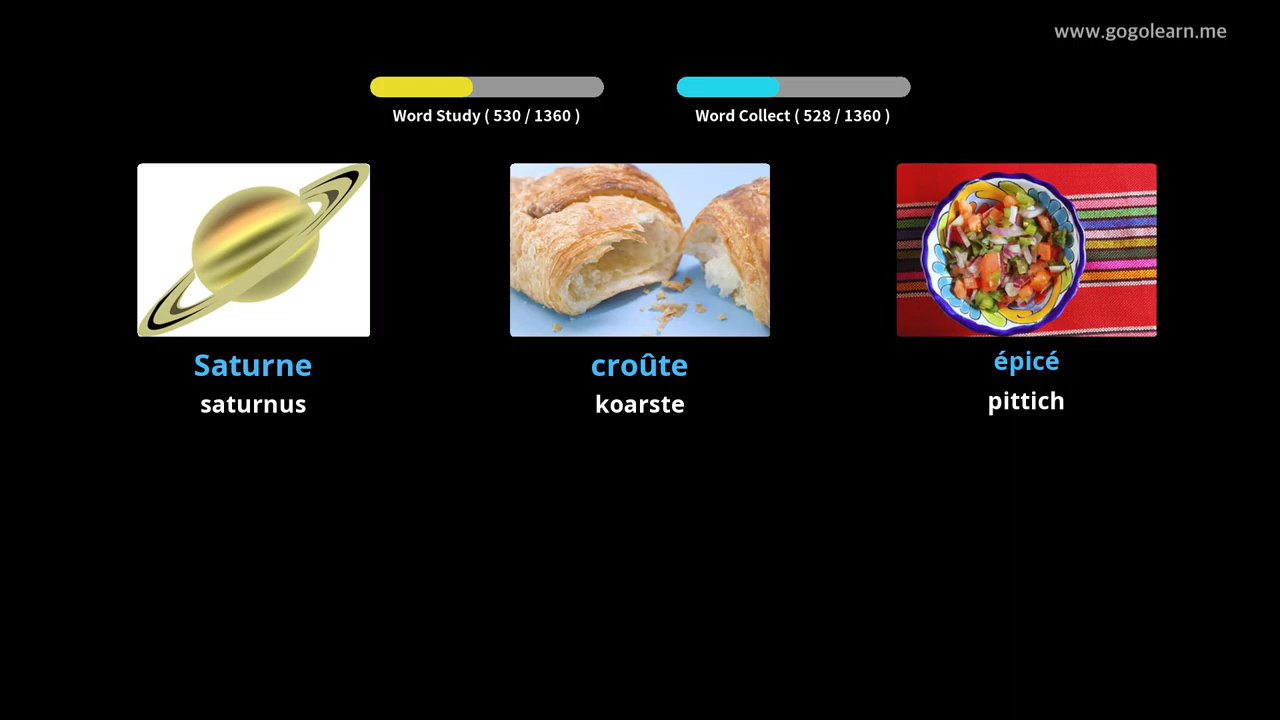 www.gogolearn.me
Word Study ( 530 / 1360 )
Word Collect ( 528 / 1360 )
Saturne
saturnus
croûte
koarste
épicé
pittich